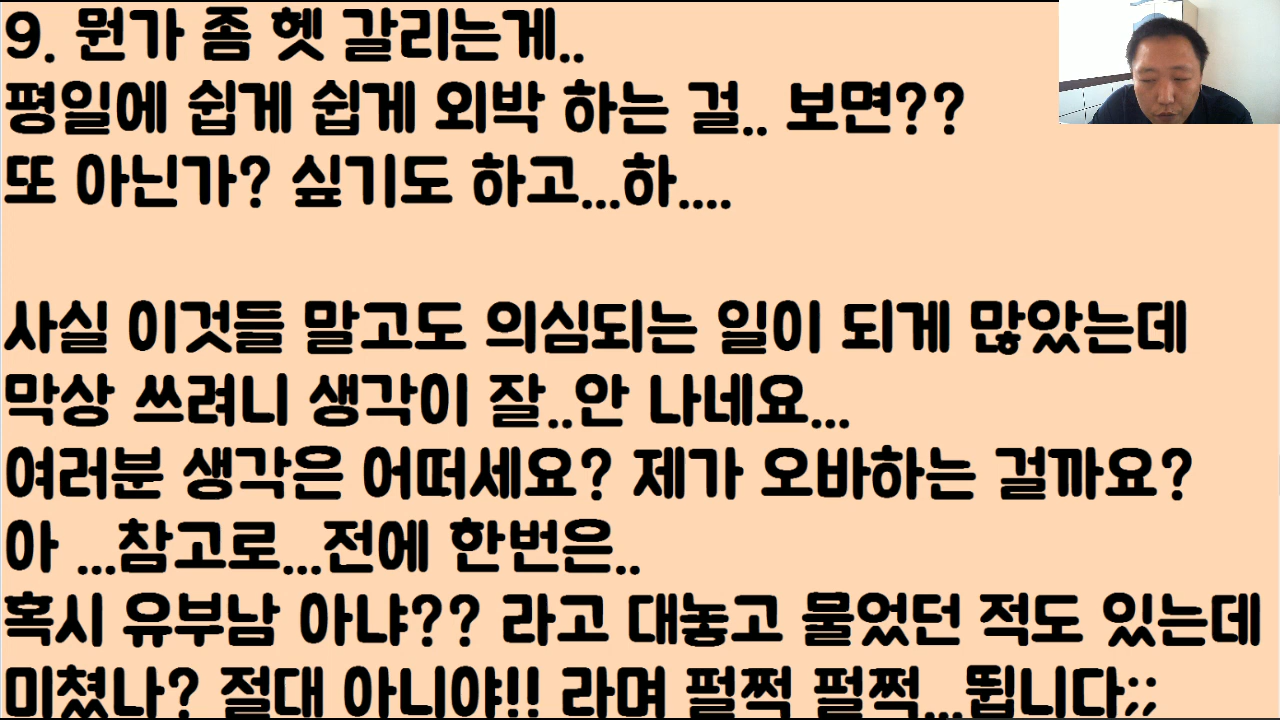 9. 뭔가 좀 헷 갈리는게..
평일에 쉽게 쉽게 외박 하는 걸.. 보면??
또 아닌가? 싶기도 하고...하....
사실 이것들 말고도 의심되는 일이 되게 많았는데
막상 쓰려니 생각이 잘..안 나네요...
여러분 생각은 어떠세요? 제가 오바하는 걸까요?
아 ...참고로...전에 한번은..
혹시 유부남 아냐?? 라고 대놓고 물었던 적도 있는데
미쳤나? 절대 아니야!! 라며 펄쩍 펄쩍...뜁니다;;